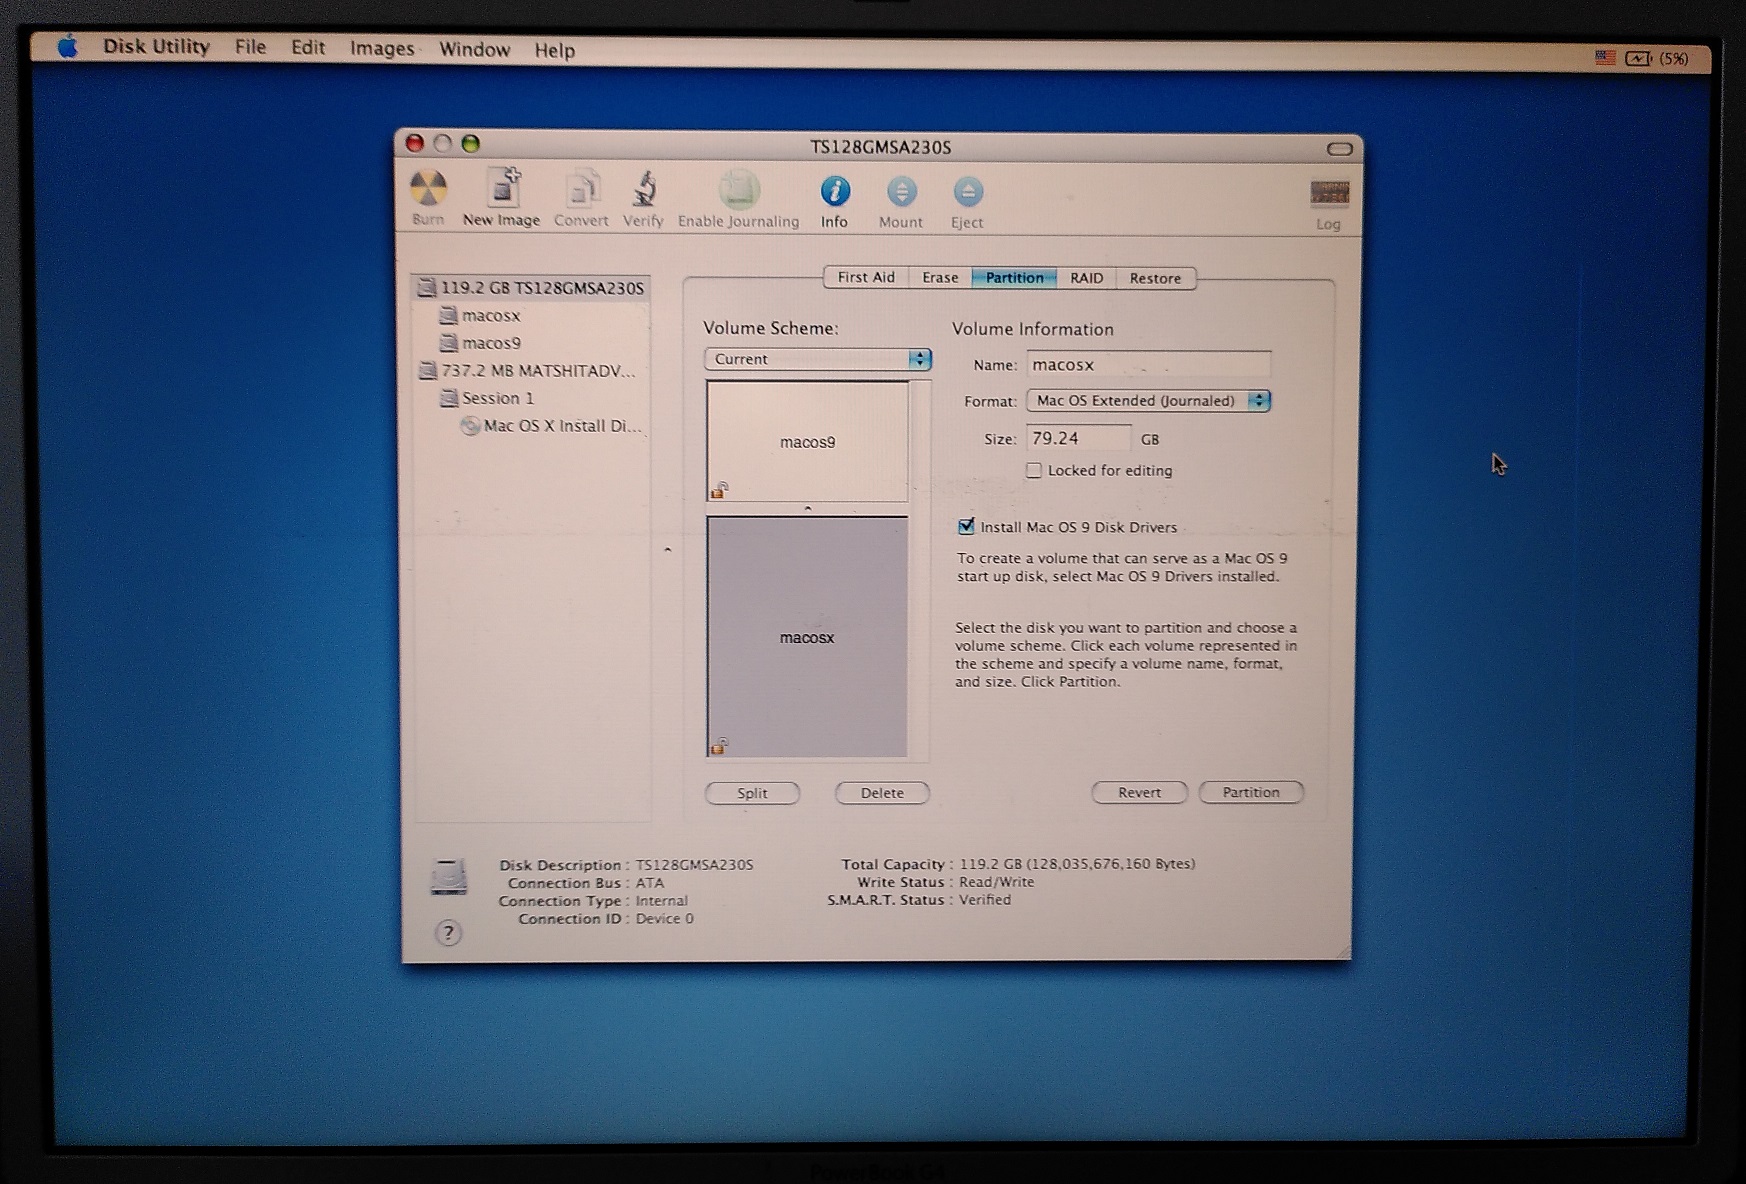 Disk Utility File Edit Images Window Help (5%)
TS128GMSA230S
Burn New Image Convert Verify Enable Journaling Info Mount Eject Log
First Aid Erase Partition RAID Restore
119.2 GB TS128GMSA230S
macosx
macos9
737.2 MB MATSHITADV...
Session 1
Mac OS X Install Di...
Volume Scheme:
Current
macos9
macosx
Split Delete
Volume Information
Name: macosx
Format: Mac OS Extended (Journaled)
Size: 79.24 GB
Locked for editing
Install Mac OS 9 Disk Drivers
To create a volume that can serve as a Mac OS 9
start up disk, select Mac OS 9 Drivers installed.
Select the disk you want to partition and choose a
volume scheme. Click each volume represented in
the scheme and specify a volume name, format,
and size. Click Partition.
Revert Partition
Disk Description : TS128GMSA230S
Connection Bus : ATA
Connection Type : Internal
Connection ID : Device 0
Total Capacity : 119.2 GB (128,035,676,160 Bytes)
Write Status : Read/Write
S.M.A.R.T. Status : Verified
?
PowerBook G4